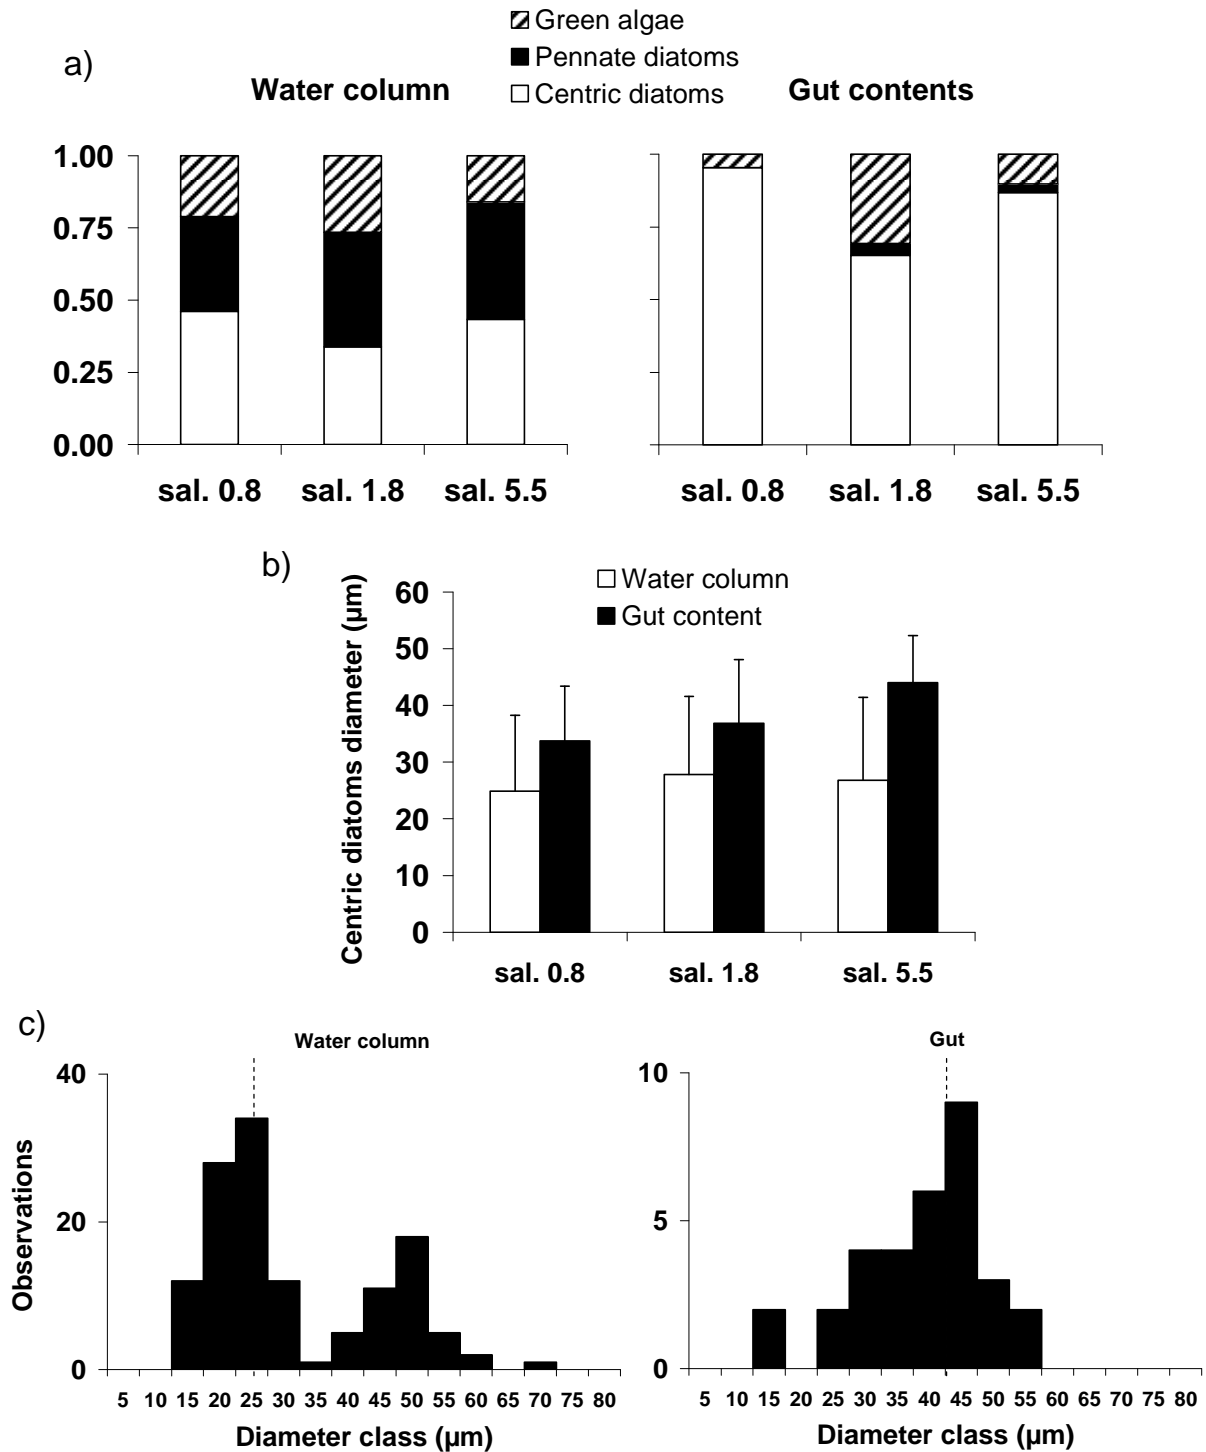 Green algae
Pennate diatoms
Centric diatoms
a)
Water column
Gut contents
1.00
0.75
0.50
0.25
0.00
sal. 0.8 sal. 1.8 sal. 5.5
sal. 0.8 sal. 1.8 sal. 5.5
b)
Water column
Gut content
Centric diatoms diameter (µm)
60
50
40
30
20
10
0
sal. 0.8 sal. 1.8 sal. 5.5
c)
Water column
Observations
40
20
0
5 10 15 20 25 30 35 40 45 50 55 60 65 70 75 80
Diameter class (µm)
Gut
10
5
0
5 10 15 20 25 30 35 40 45 50 55 60 65 70 75 80
Diameter class (µm)